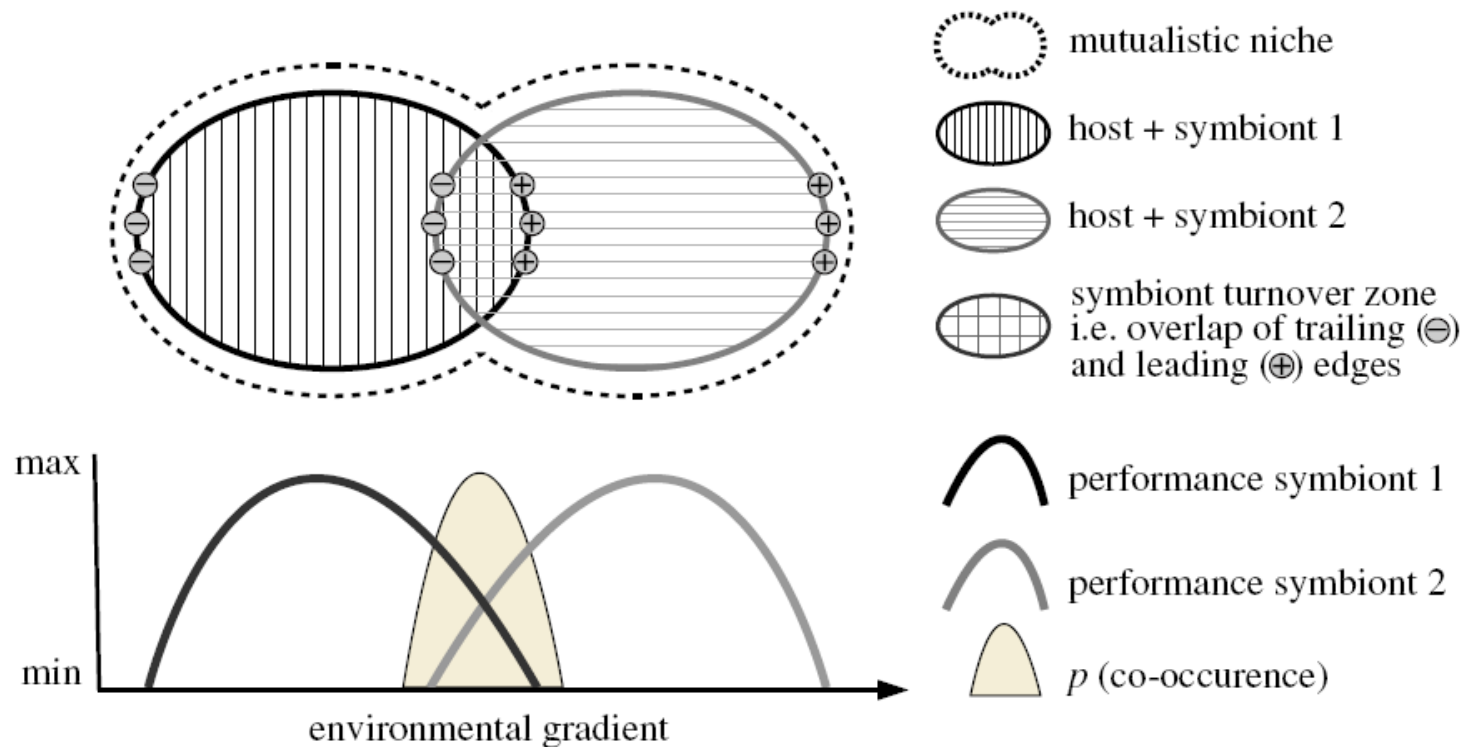 mutualistic niche
host + symbiont 1
host + symbiont 2
symbiont turnover zone
i.e. overlap of trailing (−)
and leading (+) edges
max
min
environmental gradient
performance symbiont 1
performance symbiont 2
p (co-occurence)